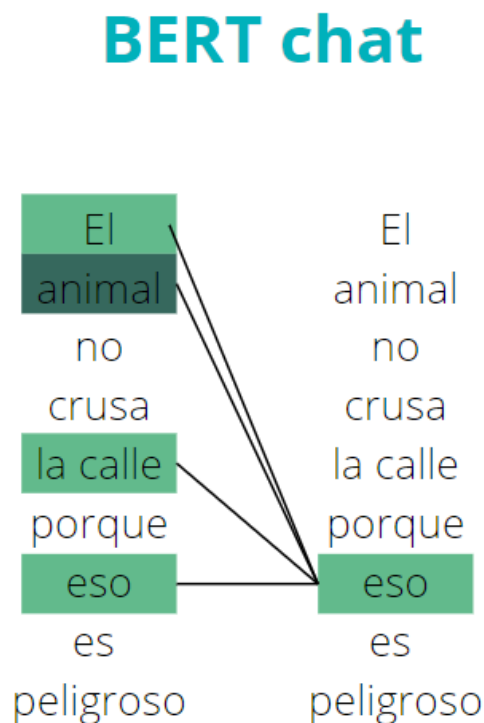 BERT chat
El El
animal animal
no no
crusa crusa
la calle la calle
porque porque
eso eso
es es
peligroso peligroso